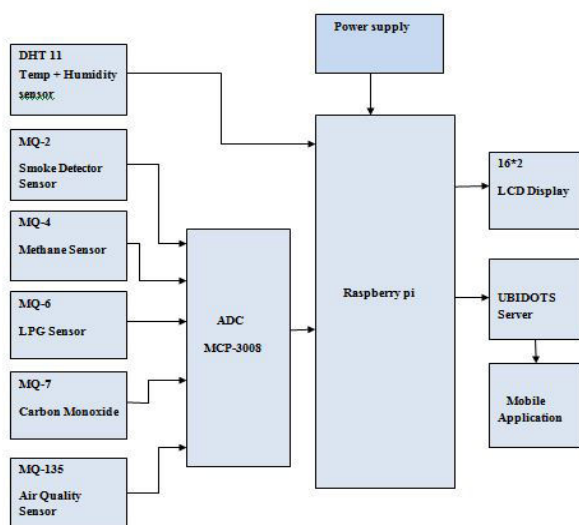 Power supply
DHT 11
Temp + Humidity
sensor
MQ-2
Smoke Detector
Sensor
MQ-4
Methane Sensor
MQ-6
LPG Sensor
MQ-7
Carbon Monoxide
MQ-135
Air Quality
Sensor
ADC
MCP-3008
Raspberry pi
16*2
LCD Display
UBIDOTS
Server
Mobile
Application